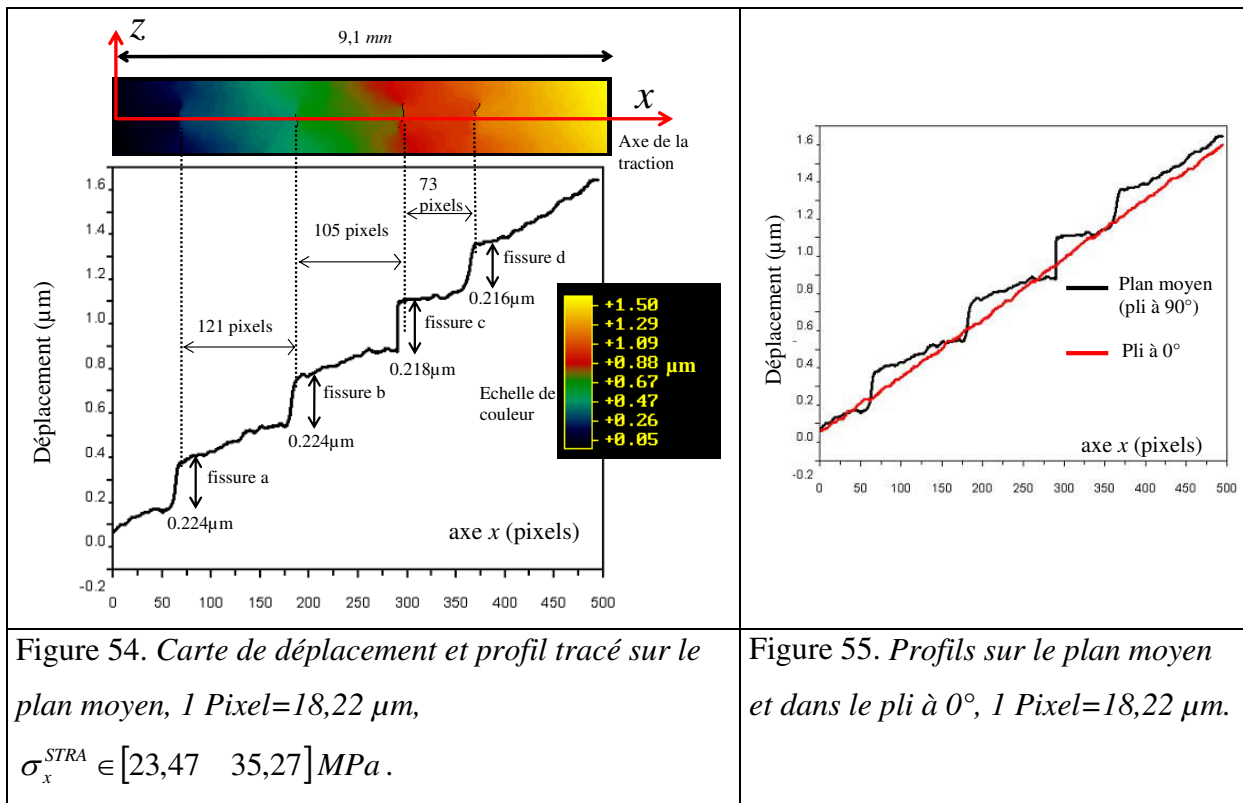 z
9,1 mm
x
Axe de la
traction
Déplacement (µm)
1.6
1.4
1.2
1.0
0.8
0.6
0.4
0.2
0.0
-0.2
0 50 100 150 200 250 300 350 400 450 500
73
pixels
105 pixels
121 pixels
fissure d
0.216µm
fissure c
0.218µm
fissure b
0.224µm
fissure a
0.224µm
axe x (pixels)
Echelle de
couleur
+1.50
+1.29
+1.09
+0.88 µm
+0.67
+0.47
+0.26
+0.05
Déplacement (µm)
1.6
1.4
1.2
1.0
0.8
0.6
0.4
0.2
0.0
-0.2
0 50 100 150 200 250 300 350 400 450 500
Plan moyen
(pli à 90°)
Pli à 0°
axe x (pixels)
Figure 54. Carte de déplacement et profil tracé sur le
plan moyen, 1 Pixel=18,22 µm,
σ_x^STRA ∈ [23,47 35,27] MPa .
Figure 55. Profils sur le plan moyen
et dans le pli à 0°, 1 Pixel=18,22 µm.